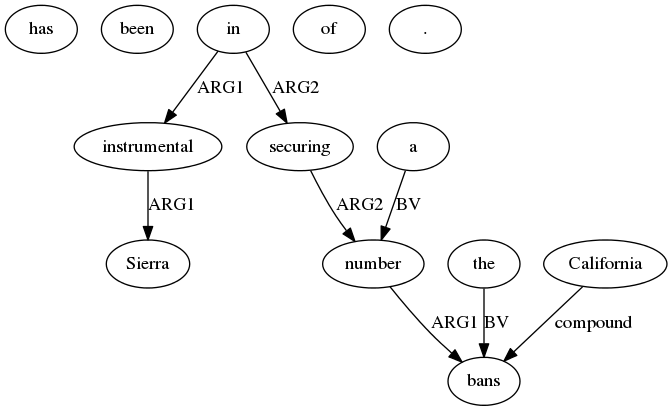 has been in of .
ARG1 ARG2
instrumental securing a
ARG1 ARG2 BV
Sierra number the California
ARG1 BV compound
bans